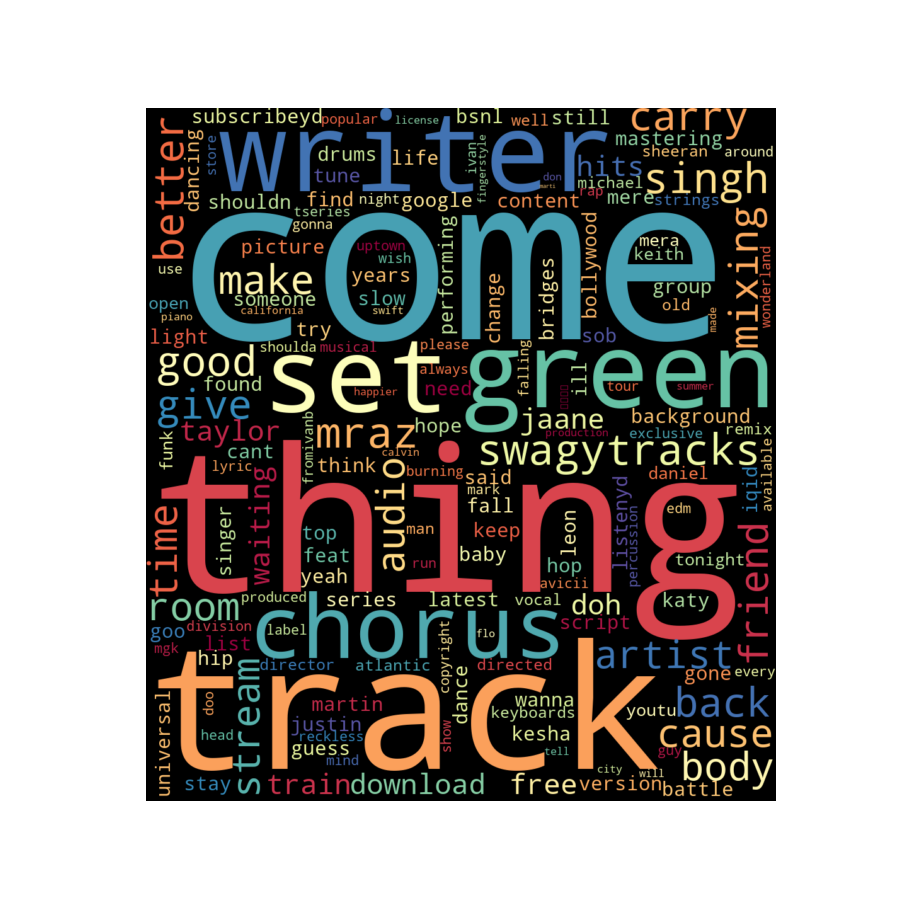 subscribeyd popular license bsnl well still carry
writer
store dancing better drums life tune ivan fingerstyle don marti hits mastering sheeran around
michael singh rap
shouldn find night google content mere strings
tseries gonna
come
picture uptown wish performing change bridges bollywood mera keith mixing wonderland
use make years group
open someone slow sob old
piano california swift made
light try
shoulda musical please
good set always green
found happier need falling ill tour summer
give jaane background
taylor mraz hope production exclusive remix
funk cant fromivanb calvin swagytracks available
lyric think audio burning said daniel iqid
thing
mark
time singer waiting fall leon listenyd percussion edm
top man keep
feat run baby hop tonight friend
yeah avicii
room produced series latest vocal doh katy
goo division chorus script
mgk list label flo artist
hip director atlantic copyright directed gone every
track
universal doo stream dance wanna
martin keyboards youtu back
head justin reckless show kesha cause
guess mind tell guy
city will body
stay train download free version battle